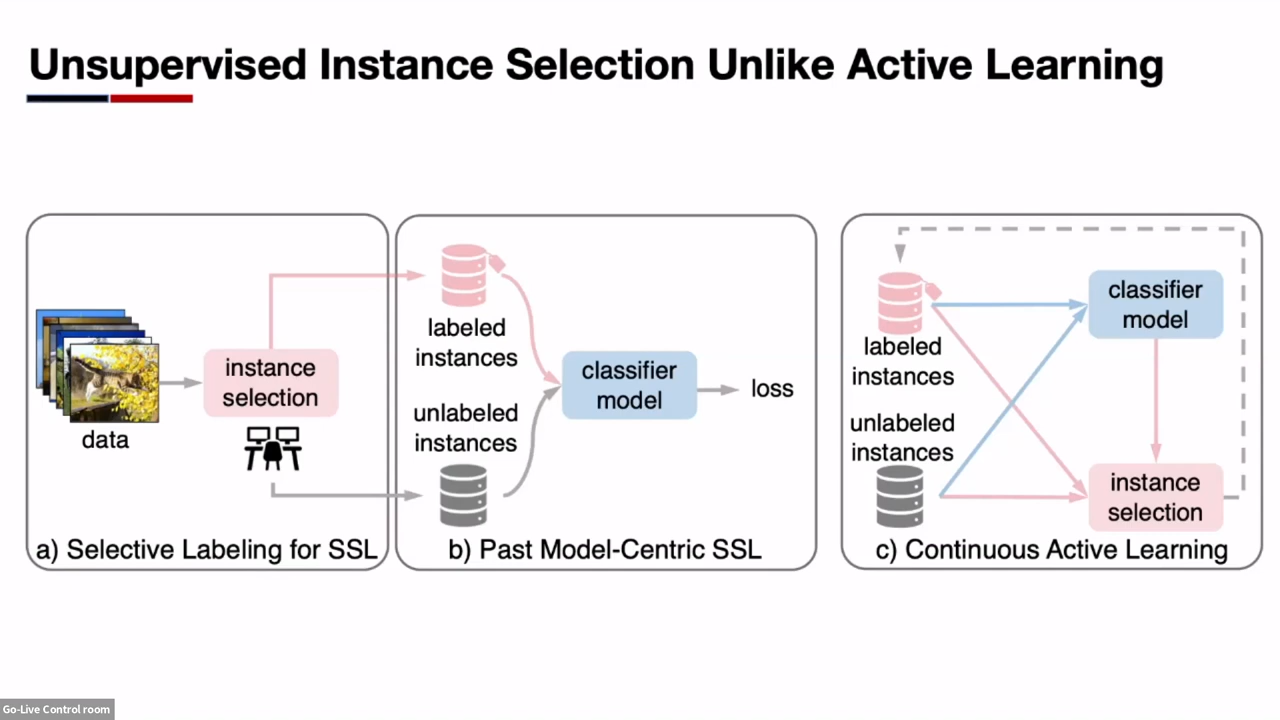 Unsupervised Instance Selection Unlike Active Learning
data
instance
selection
a) Selective Labeling for SSL
labeled
instances
unlabeled
instances
classifier
model
loss
b) Past Model-Centric SSL
labeled
instances
unlabeled
instances
classifier
model
instance
selection
c) Continuous Active Learning
Go-Live Control room